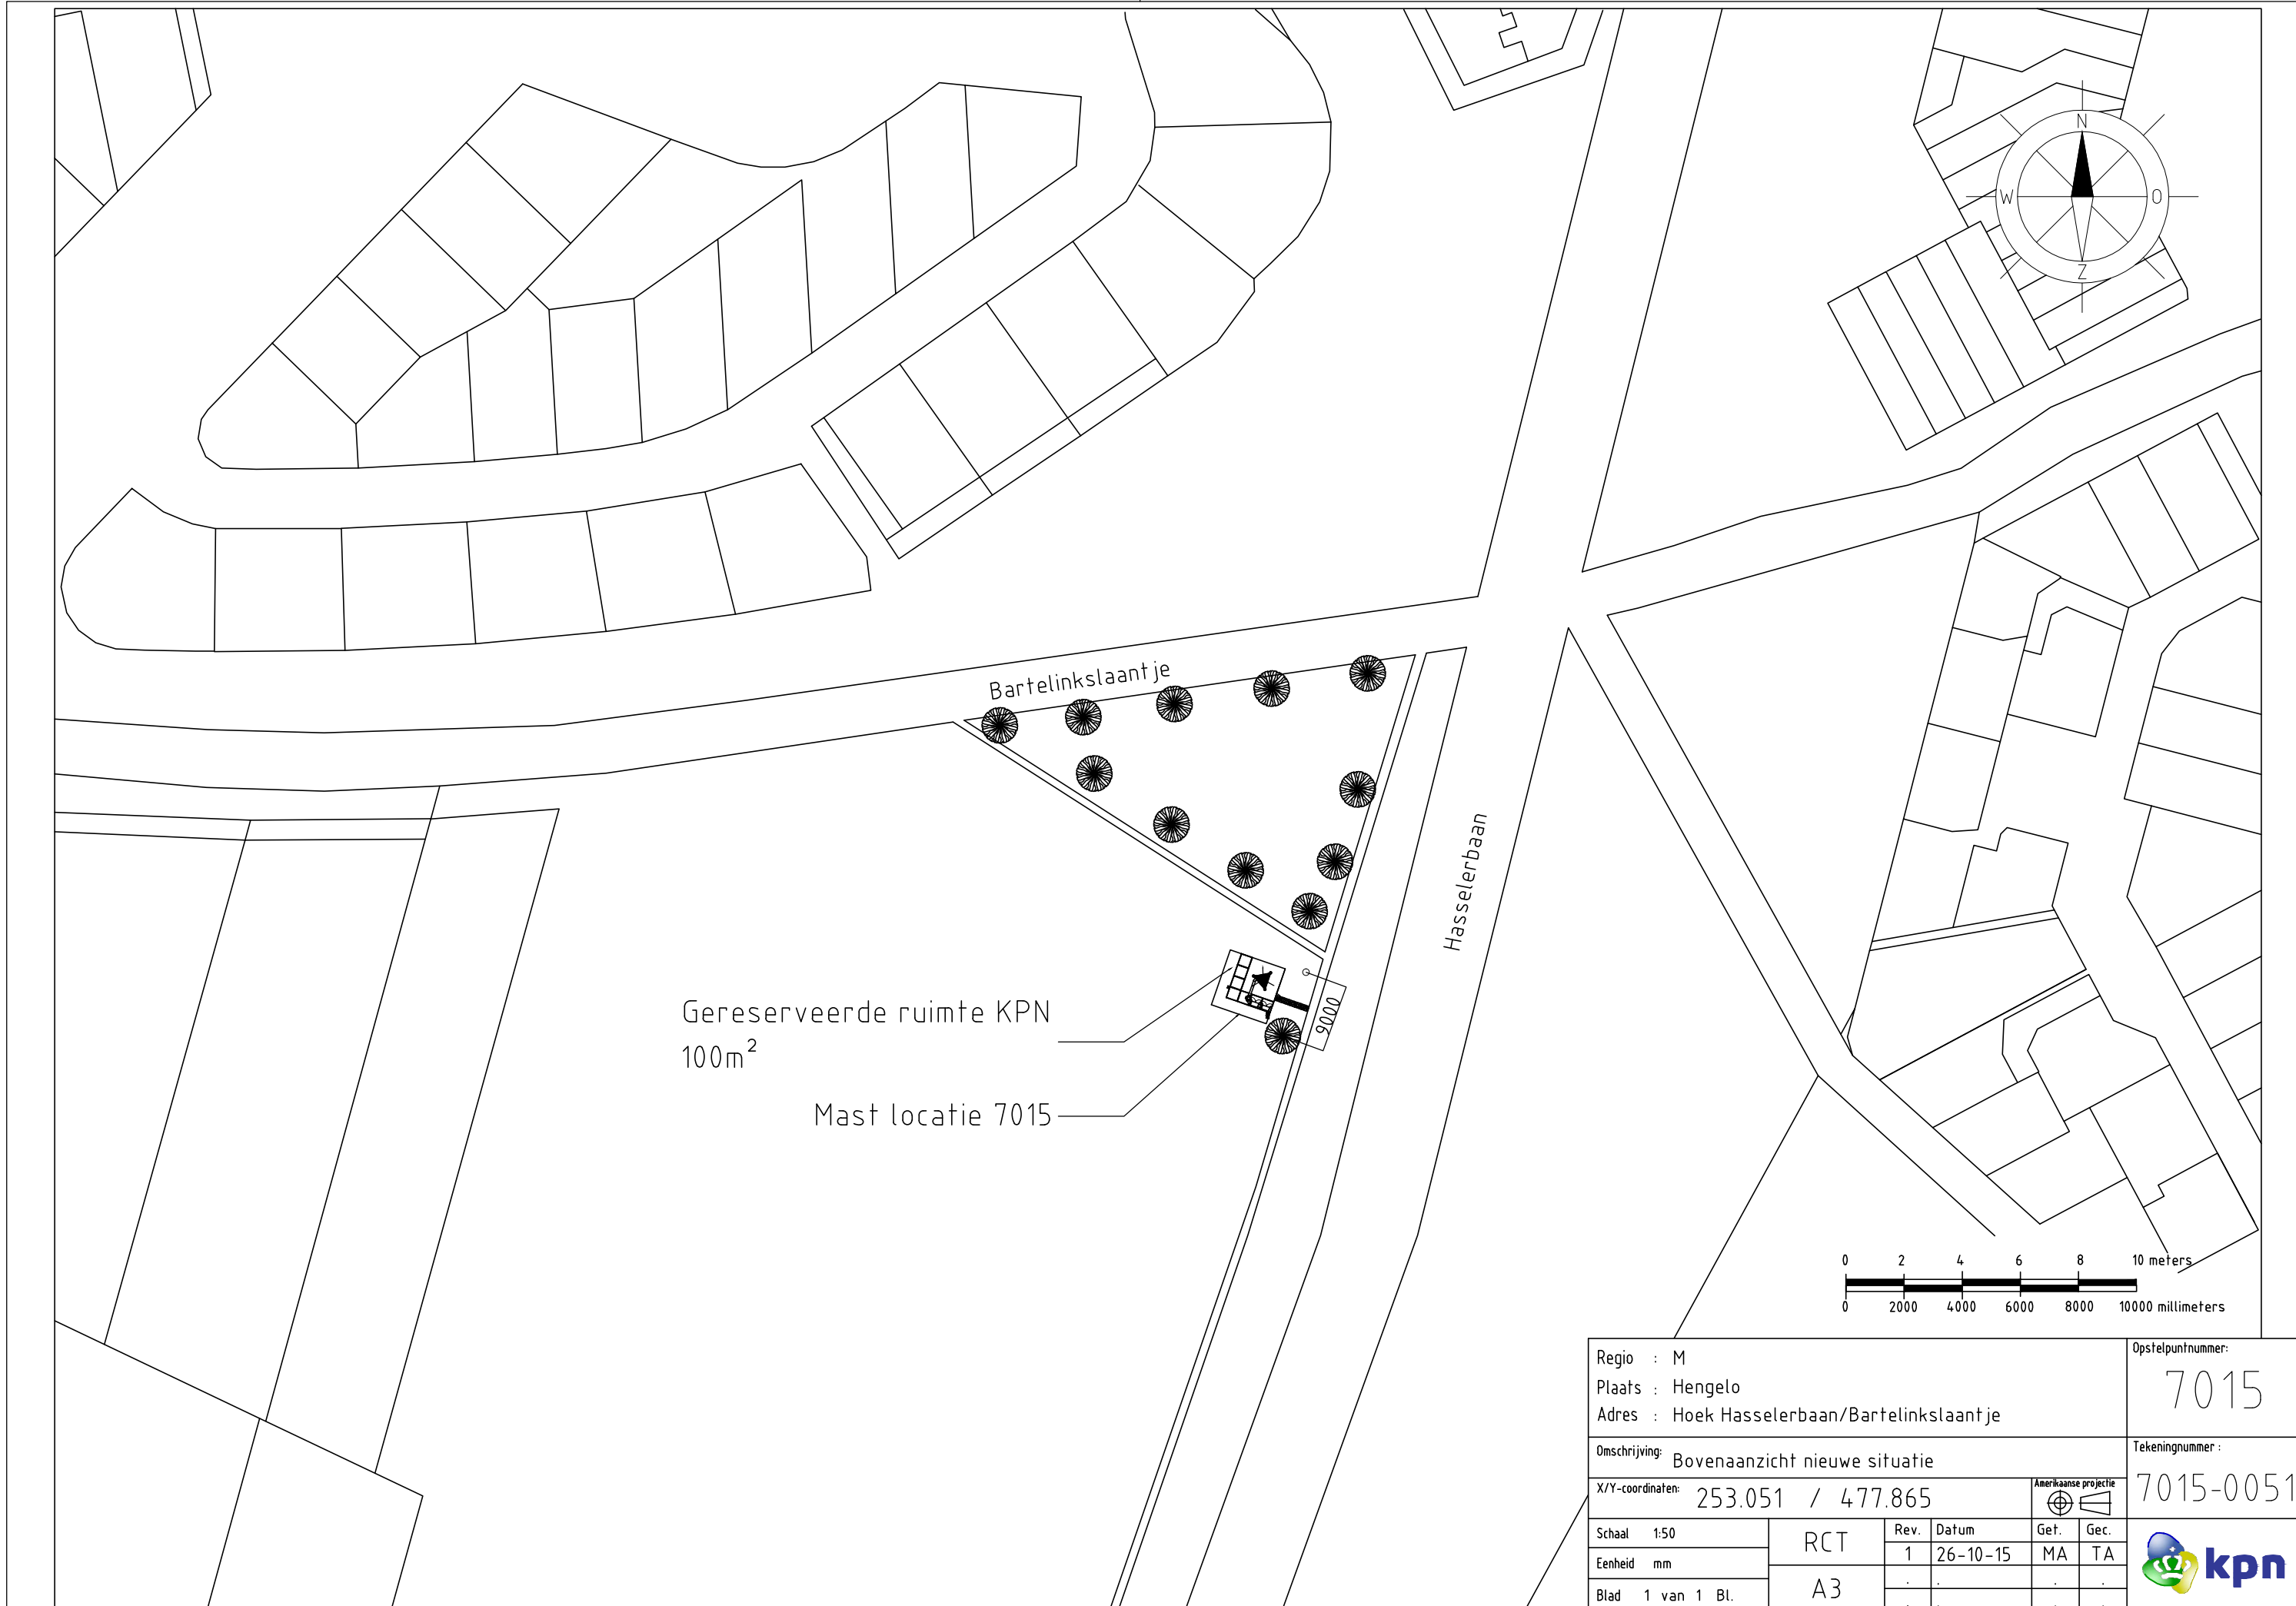 N
W
O
Z
Bartelinkslaantje
Hasselerbaan
Gereserveerde ruimte KPN
100m²
9000
Mast locatie 7015
0 2 4 6 8 10 meters
0 2000 4000 6000 8000 10000 millimeters
Regio : M
Plaats : Hengelo
Adres : Hoek Hasselerbaan/Bartelinkslaantje
Opstelpuntnummer:
7015
Omschrijving: Bovenaanzicht nieuwe situatie
Tekeningnummer :
7015-0051
X/Y-coordinaten: 253.051 / 477.865
Amerikaanse projectie
Schaal 1:50
Eenheid mm
Blad 1 van 1 Bl.
RCT
A3
Rev. Datum Get. Gec.
1 26-10-15 MA TA
. . . .
. . . .
kpn